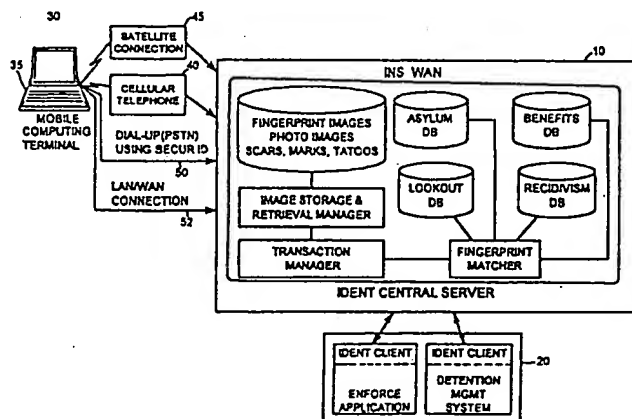 30
45
SATELLITE
CONNECTION
10
INS WAN
35
40
CELLULAR
TELEPHONE
MOBILE
COMPUTING
TERMINAL
DIAL-UP(PSTN)
USING SECUR ID
50
LAN/WAN
CONNECTION
52
FINGERPRINT IMAGES
PHOTO IMAGES
SCARS, MARKS, TATOOS
ASYLUM
DB
BENEFITS
DB
LOOKOUT
DB
RECIDIVISM
DB
IMAGE STORAGE &
RETRIEVAL MANAGER
TRANSACTION
MANAGER
FINGERPRINT
MATCHER
IDENT CENTRAL SERVER
20
IDENT CLIENT
ENFORCE
APPLICATION
IDENT CLIENT
DETENTION
MGMT
SYSTEM